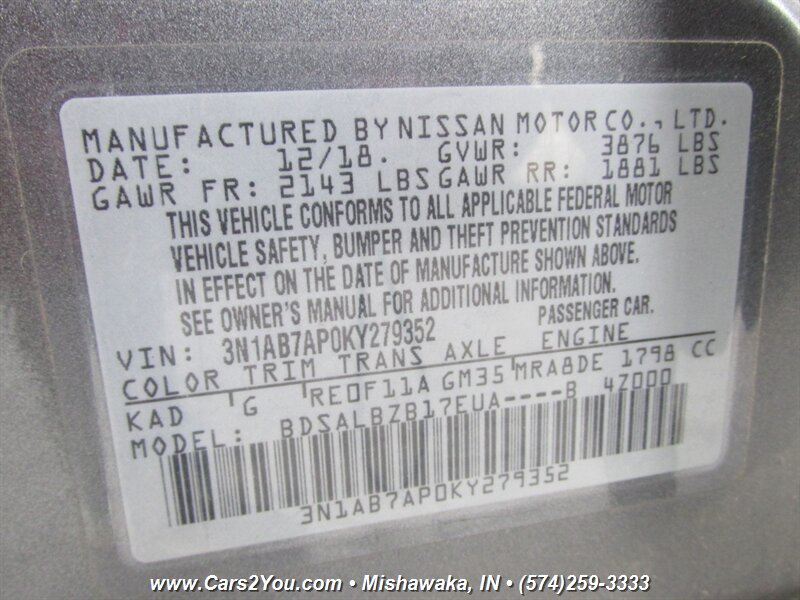 MANUFACTURED BY NISSAN MOTOR CO., LTD.
DATE: 12/18. GVWR: 3876 LBS
GAWR FR: 2143 LBS GAWR RR: 1881 LBS
THIS VEHICLE CONFORMS TO ALL APPLICABLE FEDERAL MOTOR
VEHICLE SAFETY, BUMPER AND THEFT PREVENTION STANDARDS
IN EFFECT ON THE DATE OF MANUFACTURE SHOWN ABOVE.
SEE OWNER'S MANUAL FOR ADDITIONAL INFORMATION.
VIN: 3N1AB7AP0KY279352 PASSENGER CAR.
COLOR TRIM TRANS AXLE ENGINE
KAD G RE0F11A GM35 MRA8DE 1798 CC
MODEL: BDSALBZB17EUA----B 4Z000
3N1AB7AP0KY279352
www.Cars2You.com • Mishawaka, IN • (574)259-3333